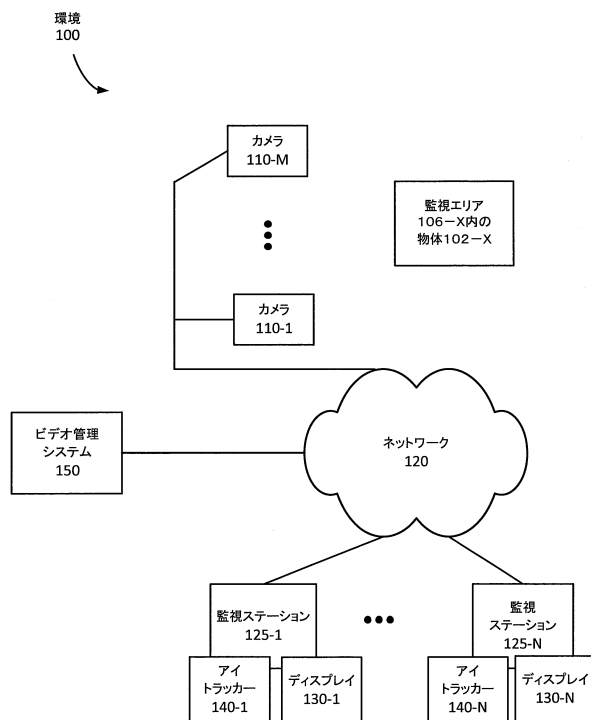 環境
100
カメラ
110-M
監視エリア
106－X内の
物体102－X
カメラ
110-1
ビデオ管理
システム
150
ネットワーク
120
監視ステーション
125-1
監視
ステーション
125-N
アイ
トラッカー
140-1
ディスプレイ
130-1
アイ
トラッカー
140-N
ディスプレイ
130-N